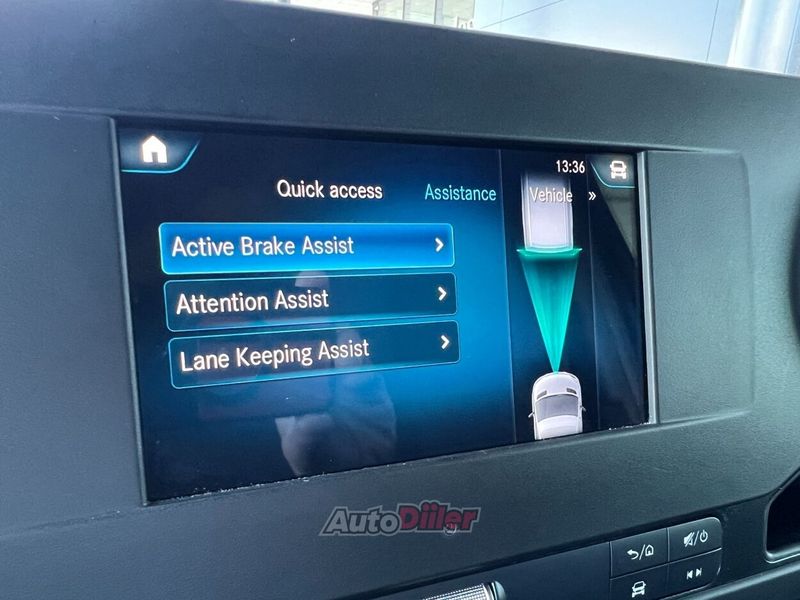 13:36
Quick access Assistance Vehicle »
Active Brake Assist >
Attention Assist >
Lane Keeping Assist >
AutoDiiler